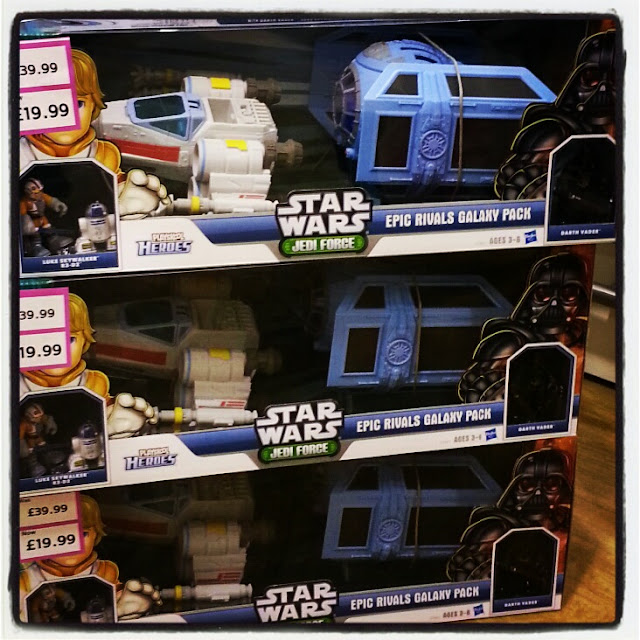 39.99
£19.99
STAR WARS
JEDI FORCE
EPIC RIVALS GALAXY PACK
AGES 3-8
Hasbro
PLAYSKOOL
HEROES
LUKE SKYWALKER
R2-D2
DARTH VADER
39.99
19.99
STAR WARS
JEDI FORCE
EPIC RIVALS GALAXY PACK
AGES 3-8
Hasbro
PLAYSKOOL
HEROES
LUKE SKYWALKER
R2-D2
DARTH VADER
£39.99
Now
£19.99
STAR WARS
EPIC RIVALS GALAXY PACK
AGES 3-8
DARTH VADER